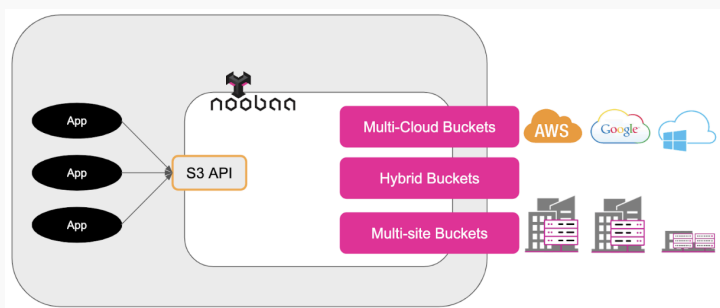 noobaa
App
App
App
S3 API
Multi-Cloud Buckets
Hybrid Buckets
Multi-site Buckets
AWS
Google